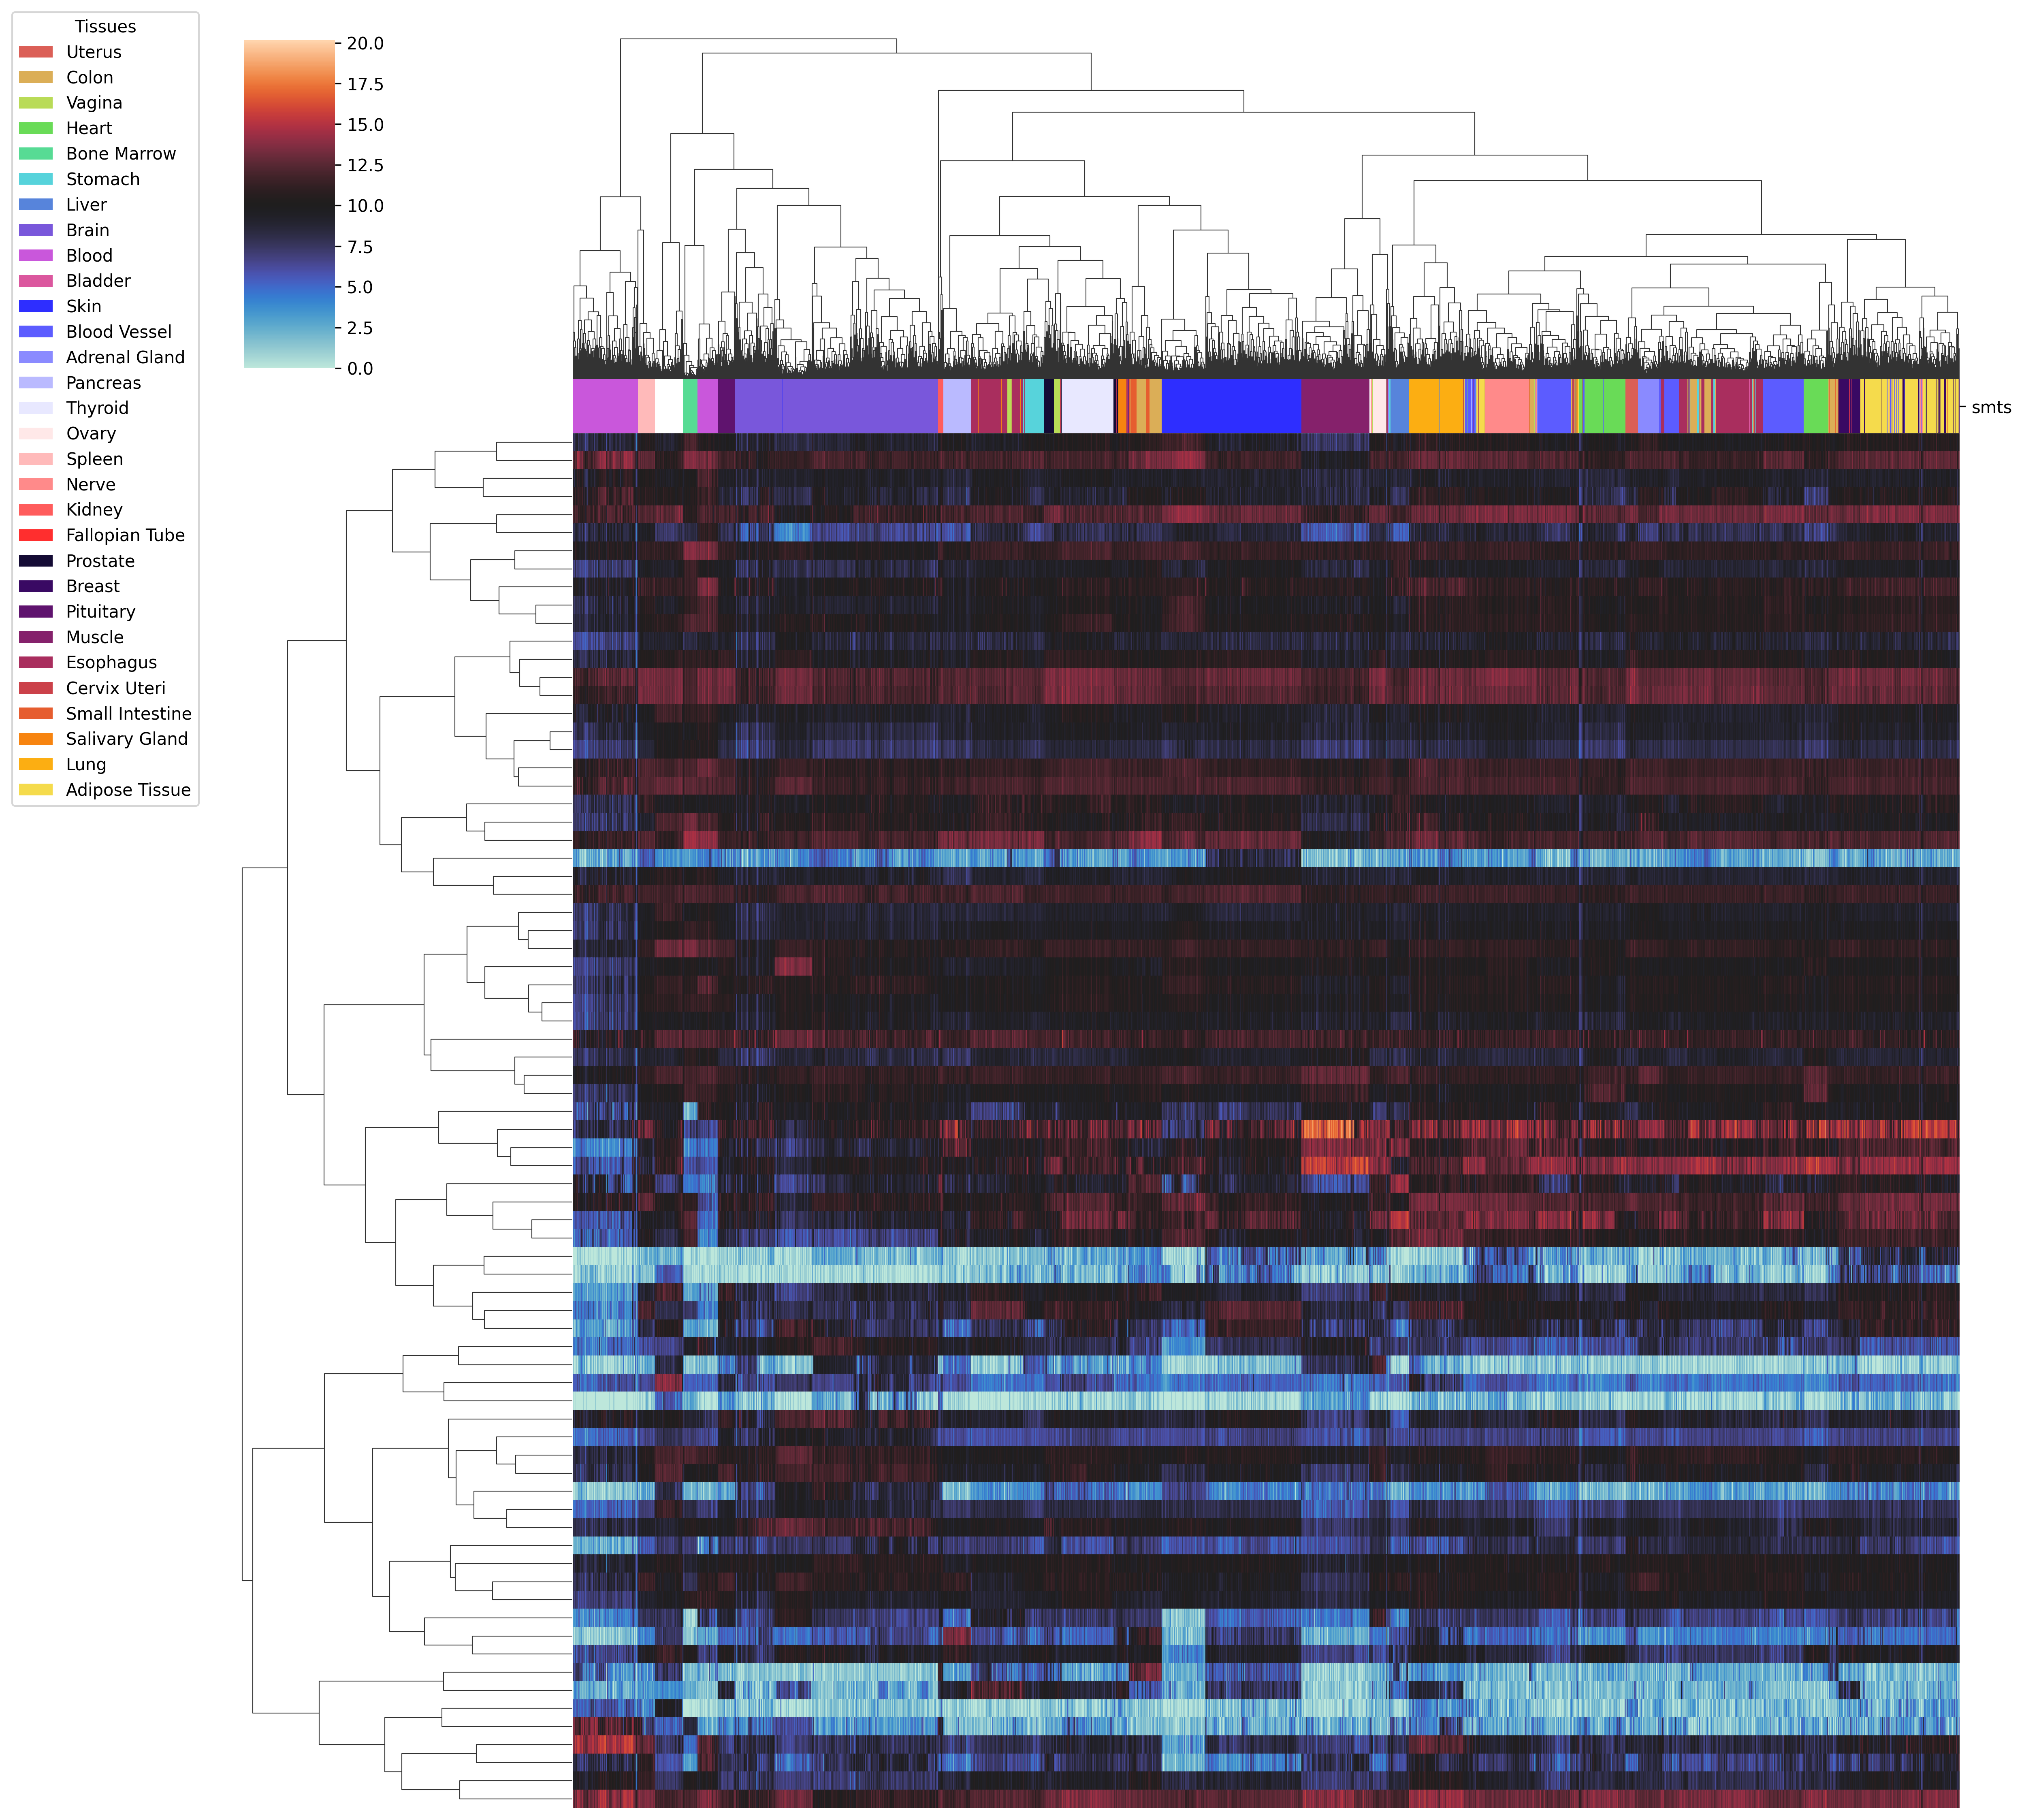 Tissues
Uterus
Colon
Vagina
Heart
Bone Marrow
Stomach
Liver
Brain
Blood
Bladder
Skin
Blood Vessel
Adrenal Gland
Pancreas
Thyroid
Ovary
Spleen
Nerve
Kidney
Fallopian Tube
Prostate
Breast
Pituitary
Muscle
Esophagus
Cervix Uteri
Small Intestine
Salivary Gland
Lung
Adipose Tissue
20.0
17.5
15.0
12.5
10.0
7.5
5.0
2.5
0.0
smts